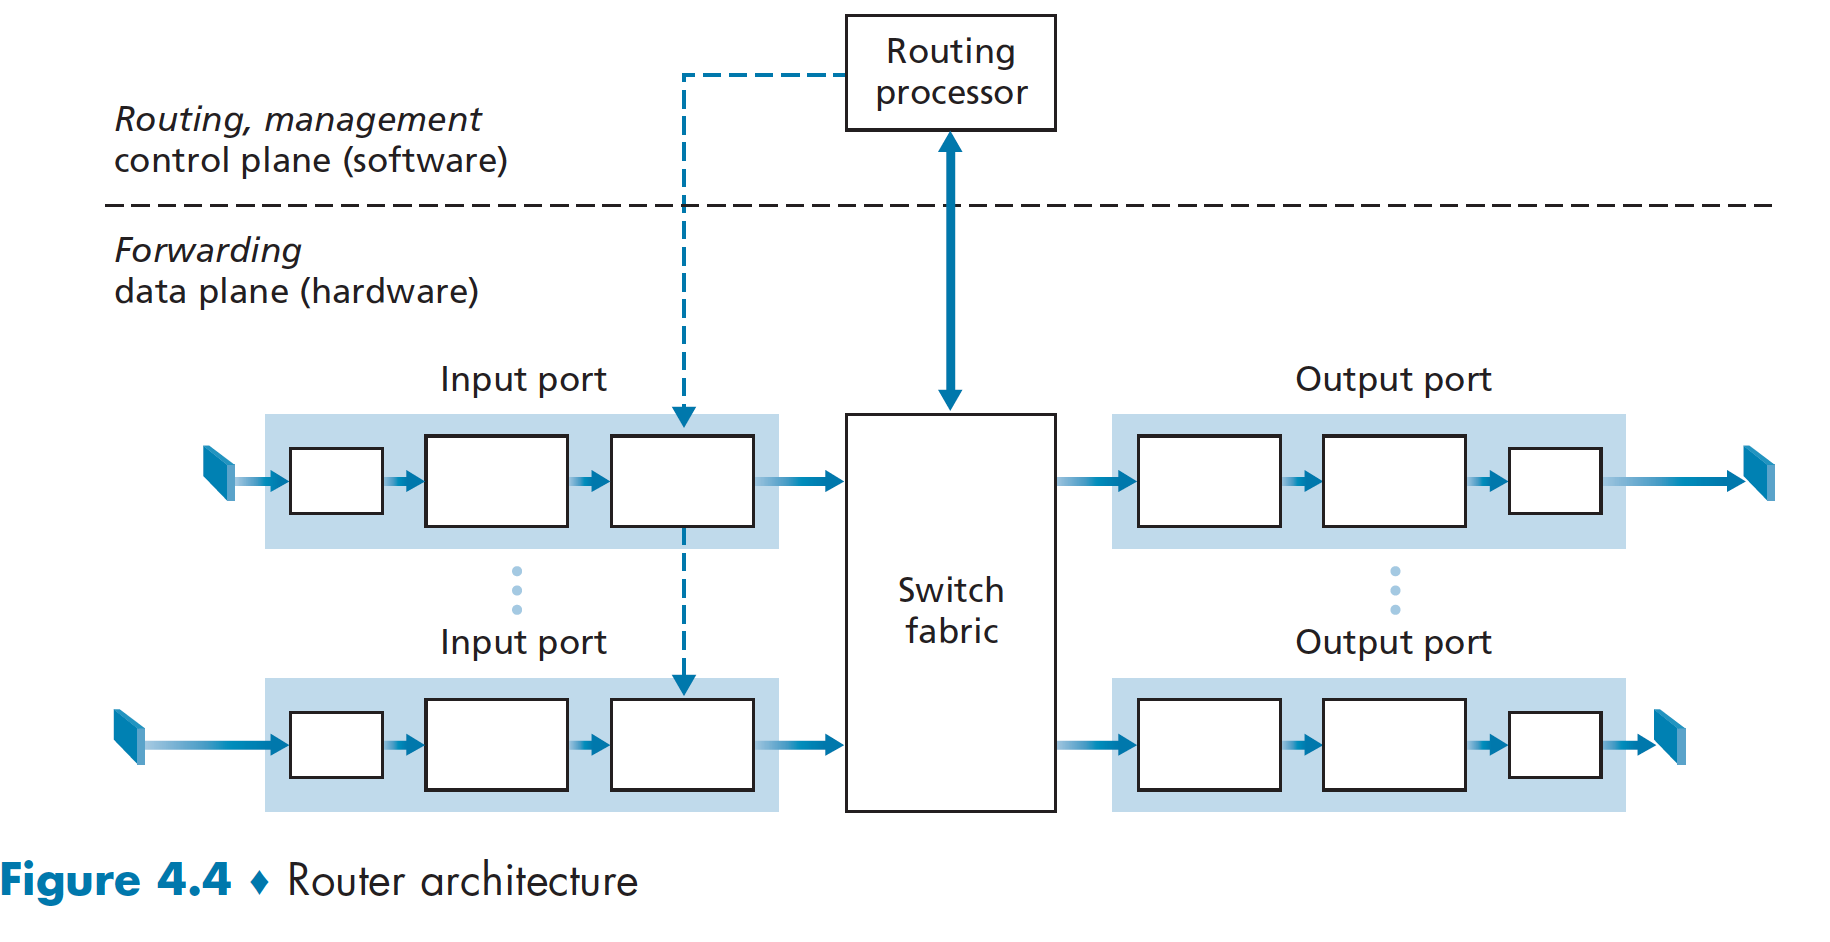 Routing
processor
Routing, management
control plane (software)
Forwarding
data plane (hardware)
Input port
Output port
Switch
fabric
Input port
Output port
Figure 4.4 ♦ Router architecture